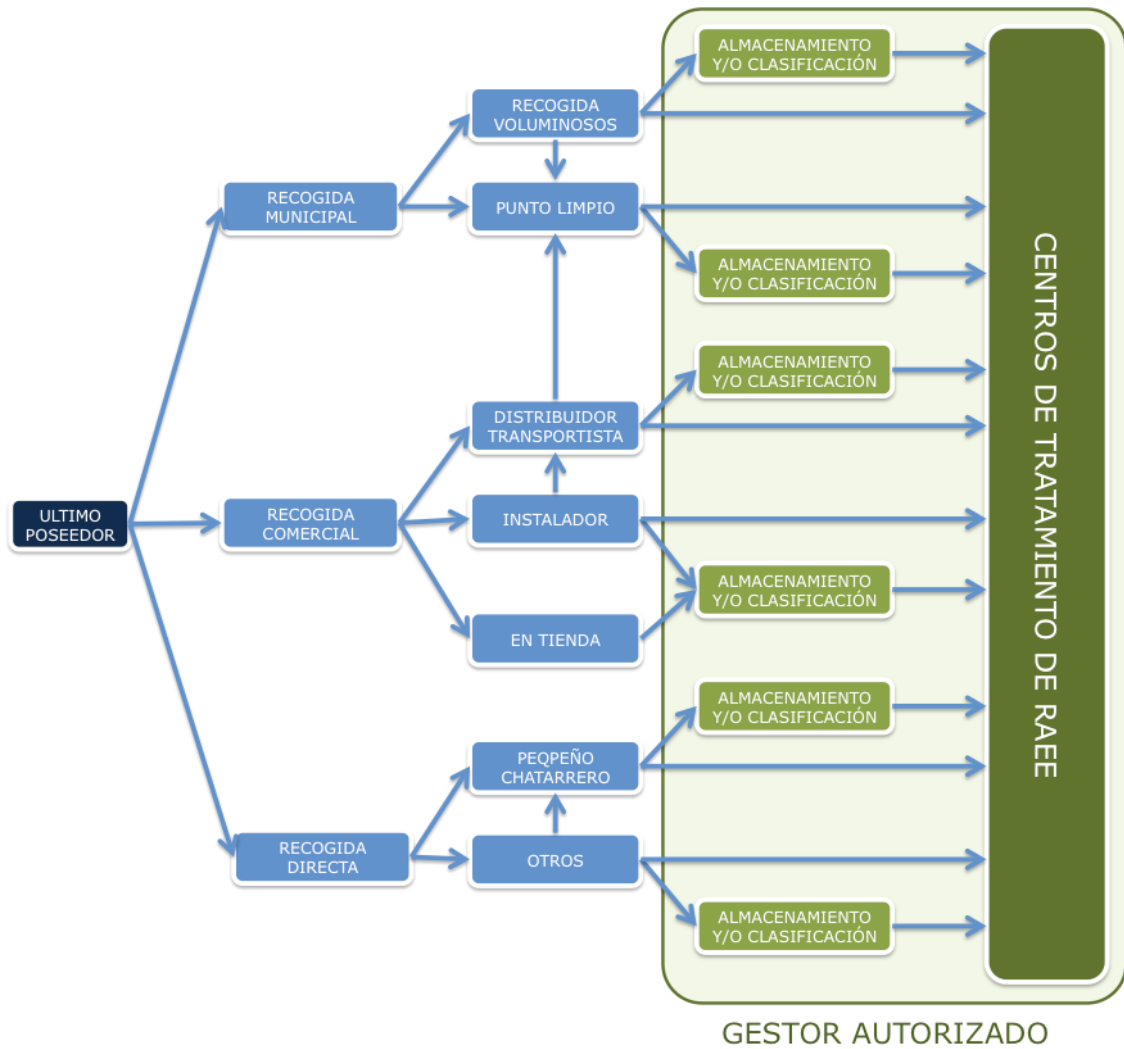 ALMACENAMIENTO
Y/O CLASIFICACIÓN
RECOGIDA
VOLUMINOSOS
RECOGIDA
MUNICIPAL
PUNTO LIMPIO
ALMACENAMIENTO
Y/O CLASIFICACIÓN
ALMACENAMIENTO
Y/O CLASIFICACIÓN
DISTRIBUIDOR
TRANSPORTISTA
ULTIMO
POSEEDOR
RECOGIDA
COMERCIAL
INSTALADOR
ALMACENAMIENTO
Y/O CLASIFICACIÓN
EN TIENDA
ALMACENAMIENTO
Y/O CLASIFICACIÓN
PEQPEÑO
CHATARRERO
RECOGIDA
DIRECTA
OTROS
ALMACENAMIENTO
Y/O CLASIFICACIÓN
CENTROS DE TRATAMIENTO DE RAEE
GESTOR AUTORIZADO